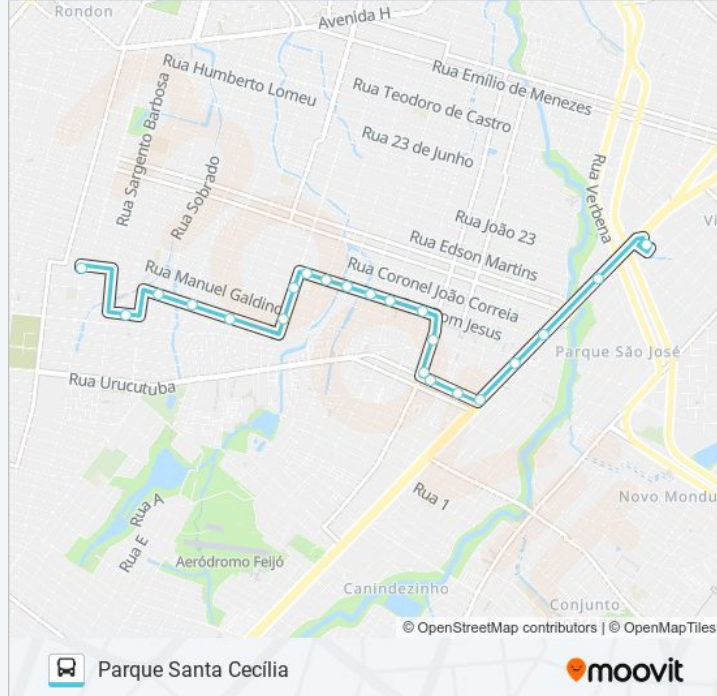 Rondon
Avenida H
Rua Humberto Lomeu
Rua Emílio de Menezes
Rua Teodoro de Castro
Rua Sargento Barbosa
Rua 23 de Junho
Rua Sobrado
Rua Verbena
Rua João 23
Vi
Rua Edson Martins
Rua Manuel Galdino
Rua Coronel João Correia
om Jesus
Parque São José
Rua Urucutuba
Rua 1
Novo Mondu
Rua A
Rua E
Aeródromo Feijó
Canindezinho
Conjunto
© OpenStreetMap contributors | © OpenMapTiles
Parque Santa Cecília
moovit